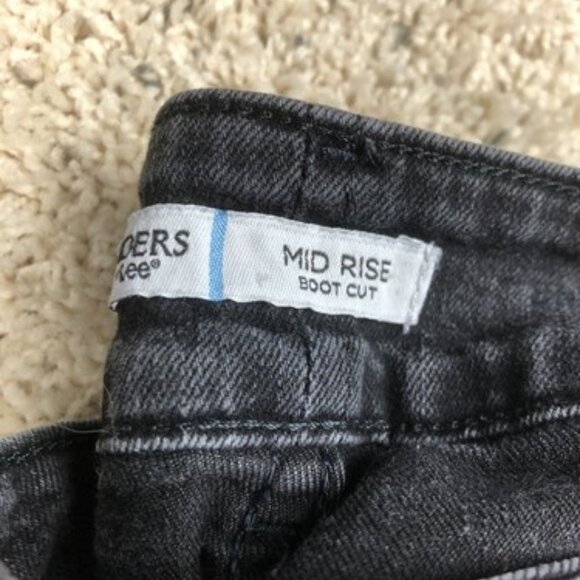 DERS
Lee®
MID RISE
BOOT CUT